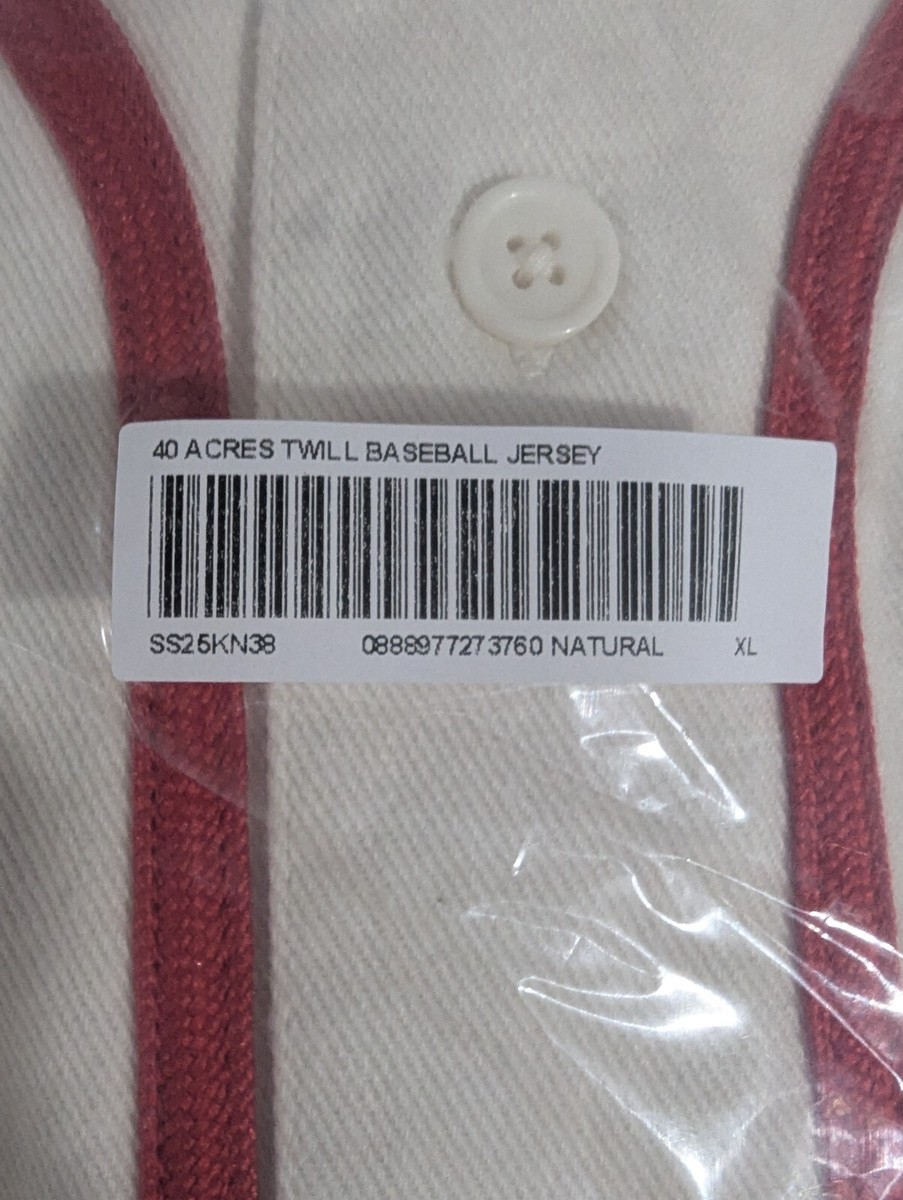 40 ACRES TWILL BASEBALL JERSEY
SS25KN38 0888977273760 NATURAL XL